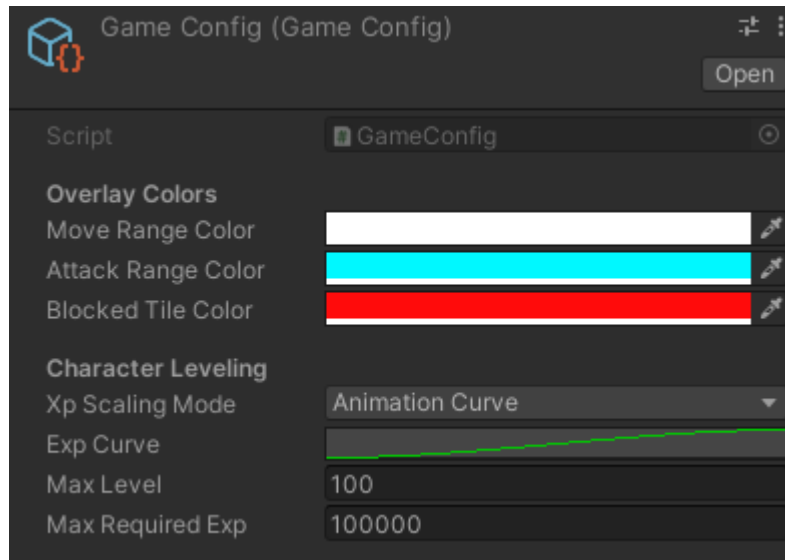 Game Config (Game Config)
Open
Script GameConfig
Overlay Colors
Move Range Color
Attack Range Color
Blocked Tile Color
Character Leveling
Xp Scaling Mode Animation Curve
Exp Curve
Max Level 100
Max Required Exp 100000